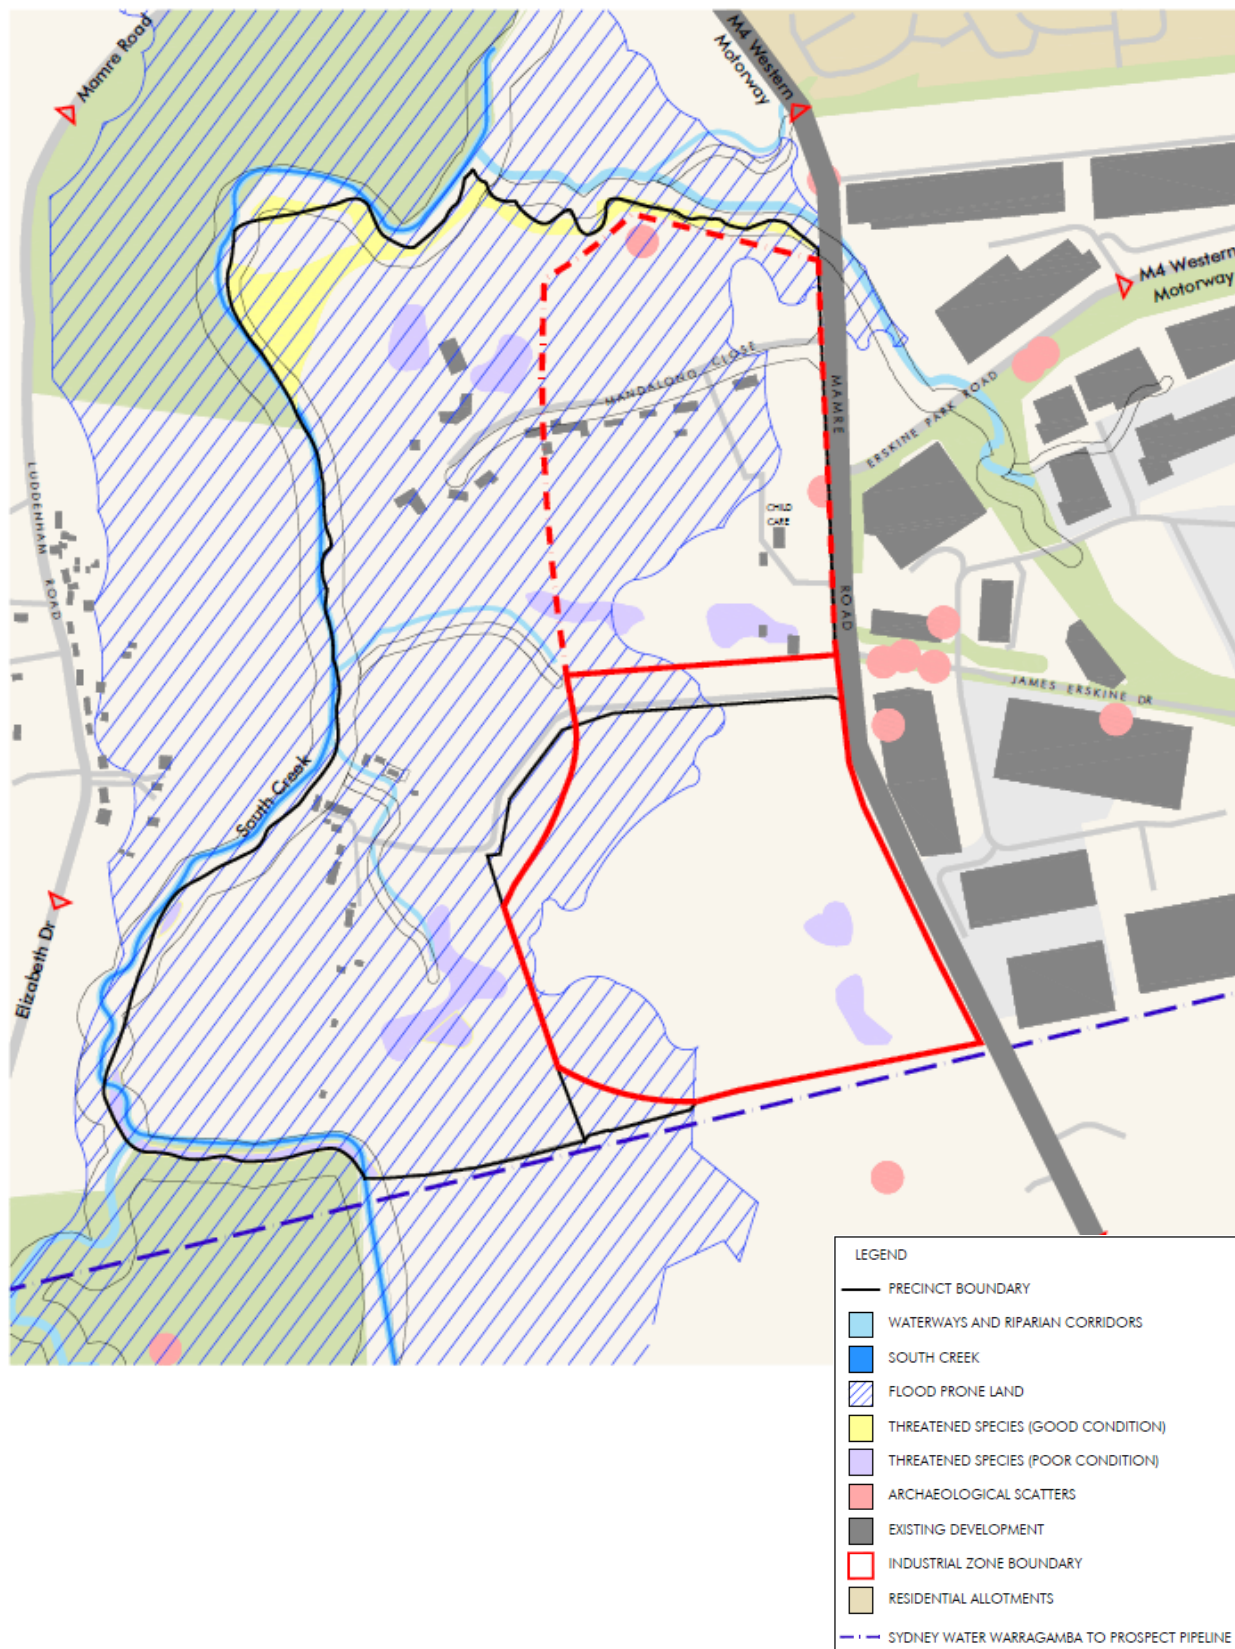 Mamre Road
M4 Western
Motorway
M4 Western
Motorway
MANDALONG CLOSE
MAMRE
ROAD
ERSKINE PARK ROAD
CHILD
CARE
LUDDENHAM
ROAD
JAMES ERSKINE DR
South Creek
Elizabeth Dr
LEGEND
PRECINCT BOUNDARY
WATERWAYS AND RIPARIAN CORRIDORS
SOUTH CREEK
FLOOD PRONE LAND
THREATENED SPECIES (GOOD CONDITION)
THREATENED SPECIES (POOR CONDITION)
ARCHAEOLOGICAL SCATTERS
EXISTING DEVELOPMENT
INDUSTRIAL ZONE BOUNDARY
RESIDENTIAL ALLOTMENTS
SYDNEY WATER WARRAGAMBA TO PROSPECT PIPELINE